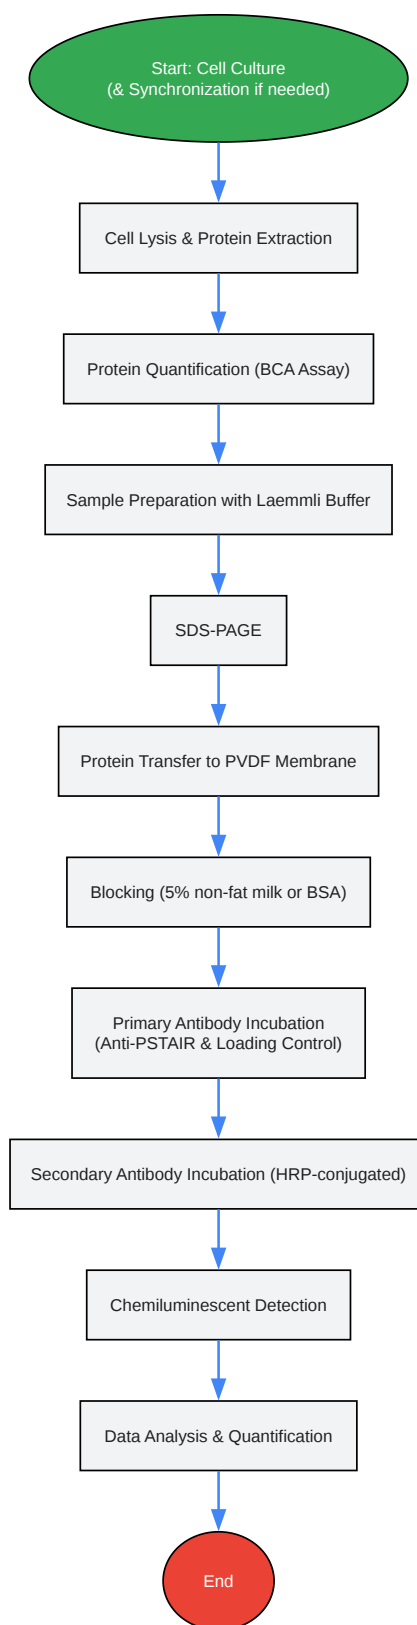 Start: Cell Culture
(& Synchronization if needed)
Cell Lysis & Protein Extraction
Protein Quantification (BCA Assay)
Sample Preparation with Laemmli Buffer
SDS-PAGE
Protein Transfer to PVDF Membrane
Blocking (5% non-fat milk or BSA)
Primary Antibody Incubation
(Anti-PSTAIR & Loading Control)
Secondary Antibody Incubation (HRP-conjugated)
Chemiluminescent Detection
Data Analysis & Quantification
End